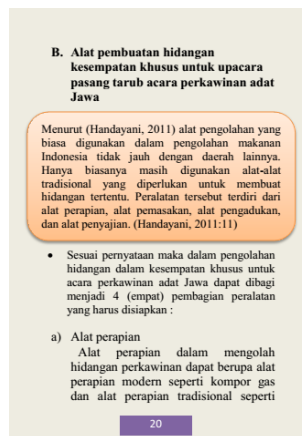 B. Alat pembuatan hidangan
kesempatan khusus untuk upacara
pasang tarub acara perkawinan adat
Jawa
Menurut (Handayani, 2011) alat pengolahan yang
biasa digunakan dalam pengolahan makanan
Indonesia tidak jauh dengan daerah lainnya.
Hanya biasanya masih digunakan alat-alat
tradisional yang diperlukan untuk membuat
hidangan tertentu. Peralatan tersebut terdiri dari
alat perapian, alat pemasakan, alat pengadukan,
dan alat penyajian. (Handayani, 2011:11)
• Sesuai pernyataan maka dalam pengolahan
hidangan dalam kesempatan khusus untuk
acara perkawinan adat Jawa dapat dibagi
menjadi 4 (empat) pembagian peralatan
yang harus disiapkan :
a) Alat perapian
Alat perapian dalam mengolah
hidangan perkawinan dapat berupa alat
perapian modern seperti kompor gas
dan alat perapian tradisional seperti
20